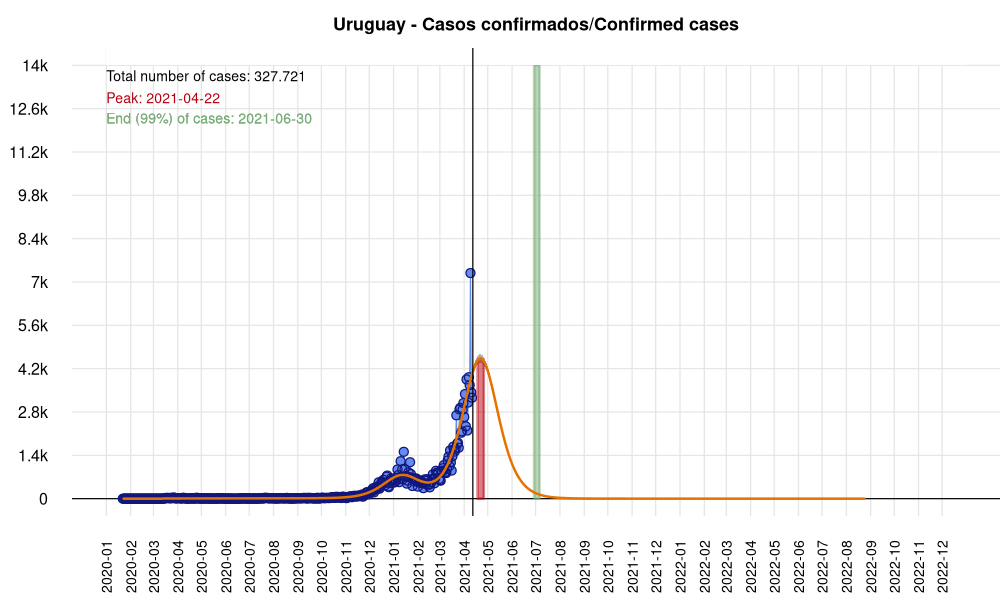 Uruguay - Casos confirmados/Confirmed cases
14k
Total number of cases: 327.721
Peak: 2021-04-22
12.6k
End (99%) of cases: 2021-06-30
11.2k
9.8k
8.4k
7k
5.6k
4.2k
2.8k
1.4k
0
2020-01
2020-02
2020-03
2020-04
2020-05
2020-06
2020-07
2020-08
2020-09
2020-10
2020-11
2020-12
2021-01
2021-02
2021-03
2021-04
2021-05
2021-06
2021-07
2021-08
2021-09
2021-10
2021-11
2021-12
2022-01
2022-02
2022-03
2022-04
2022-05
2022-06
2022-07
2022-08
2022-09
2022-10
2022-11
2022-12